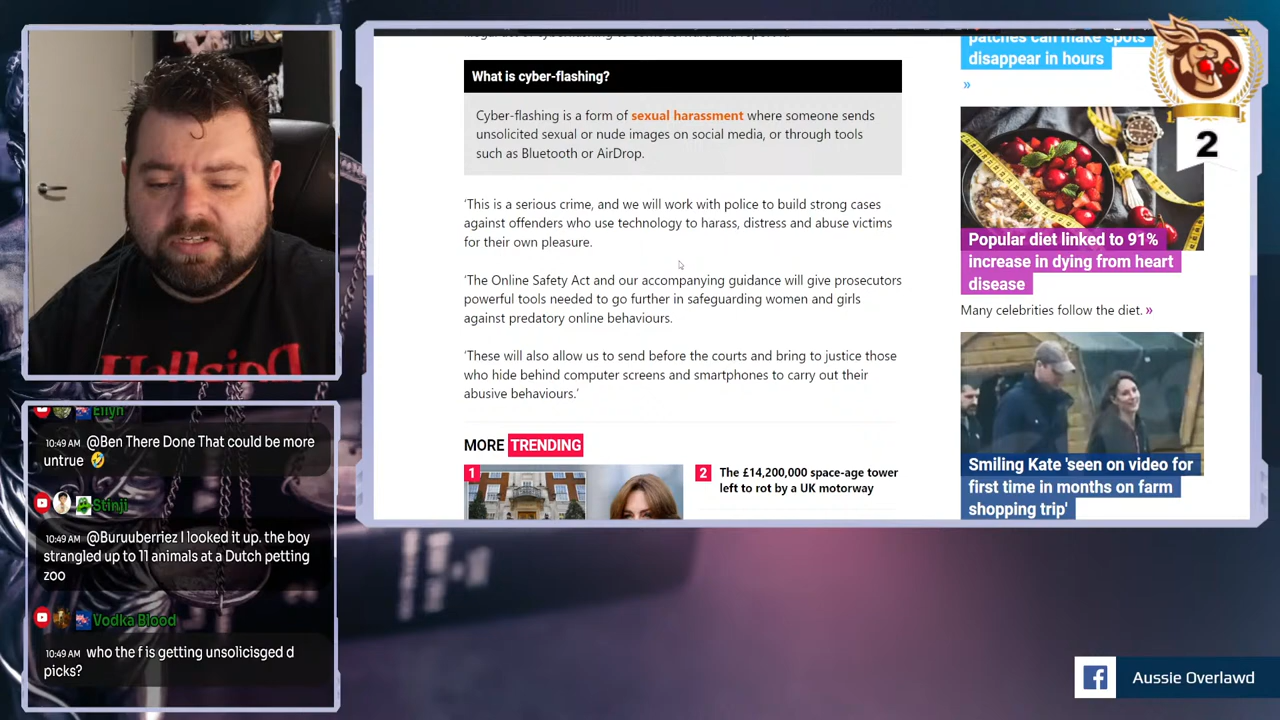 What is cyber-flashing?
Cyber-flashing is a form of sexual harassment where someone sends
unsolicited sexual or nude images on social media, or through tools
such as Bluetooth or AirDrop.
‘This is a serious crime, and we will work with police to build strong cases
against offenders who use technology to harass, distress and abuse victims
for their own pleasure.
‘The Online Safety Act and our accompanying guidance will give prosecutors
powerful tools needed to go further in safeguarding women and girls
against predatory online behaviours.
‘These will also allow us to send before the courts and bring to justice those
who hide behind computer screens and smartphones to carry out their
abusive behaviours.’
MORE TRENDING
1
2 The £14,200,000 space-age tower
left to rot by a UK motorway
patches can make spots
disappear in hours
»
2
Popular diet linked to 91%
increase in dying from heart
disease
Many celebrities follow the diet. »
Smiling Kate 'seen on video for
first time in months on farm
shopping trip'
Hellsing
10:49 AM @Ben There Done That could be more
untrue 🤣
Stinji
10:49 AM @Buruuberriez I looked it up. the boy
strangled up to 11 animals at a Dutch petting
zoo
Vodka Blood
10:49 AM who the f is getting unsolicisged d
picks?
Aussie Overlawd